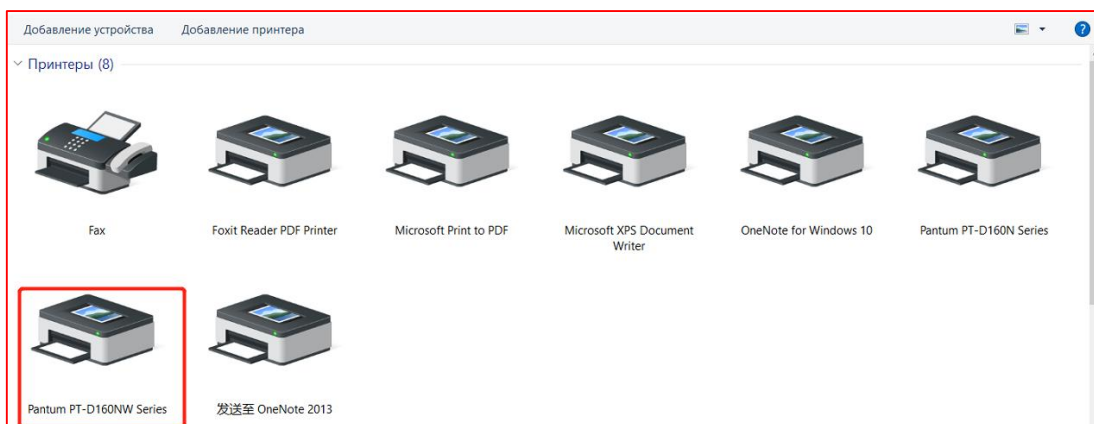 Добавление устройства Добавление принтера
Принтеры (8)
Fax Foxit Reader PDF Printer Microsoft Print to PDF Microsoft XPS Document Writer OneNote for Windows 10 Pantum PT-D160N Series
Pantum PT-D160NW Series 发送至 OneNote 2013